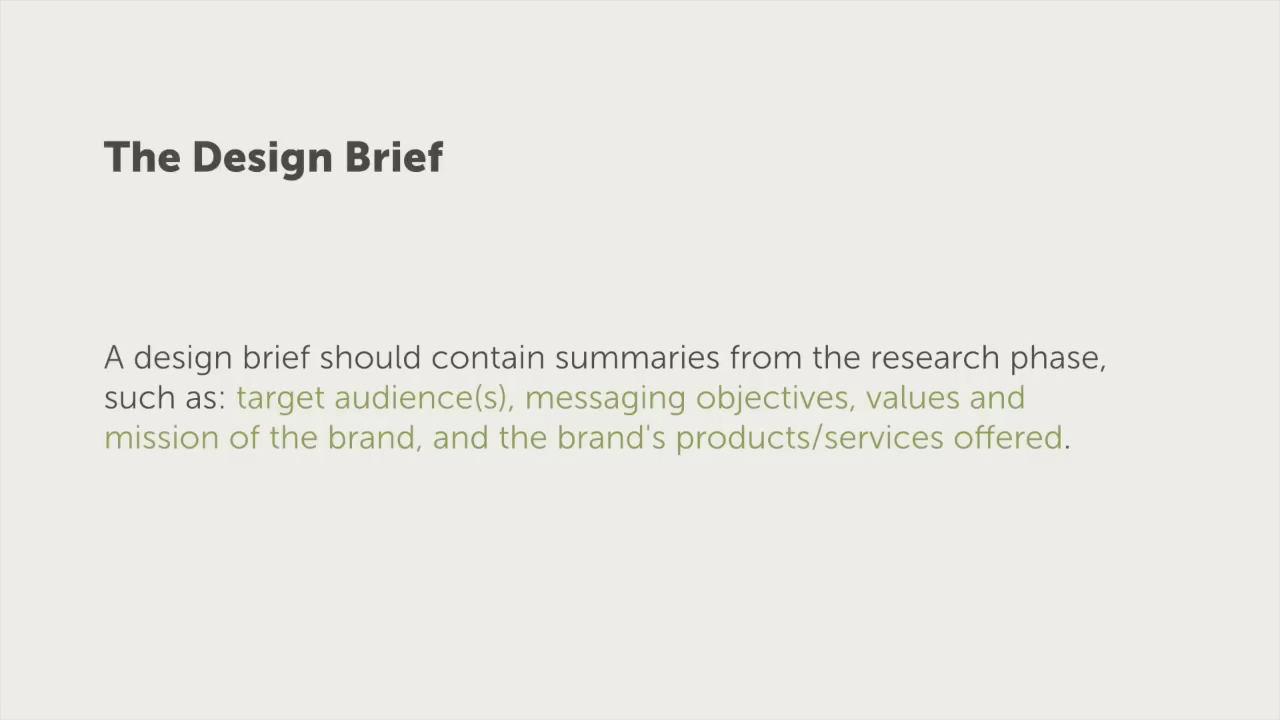 The Design Brief
A design brief should contain summaries from the research phase,
such as: target audience(s), messaging objectives, values and
mission of the brand, and the brand's products/services offered.